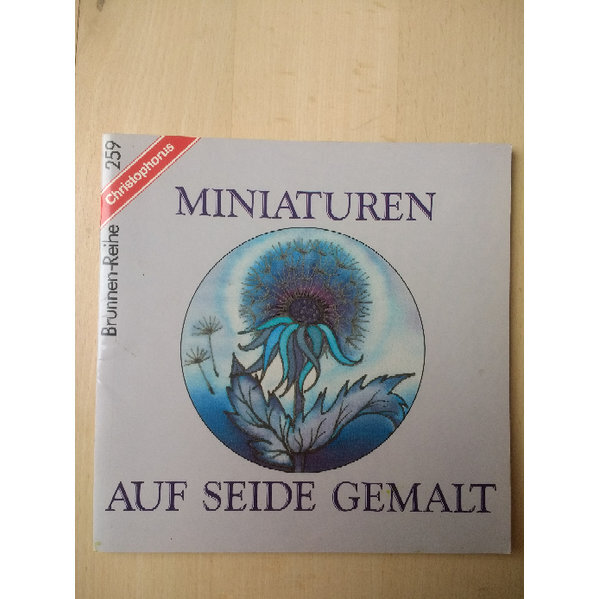 Brunnen-Reihe 259
Christophorus
MINIATUREN
AUF SEIDE GEMALT